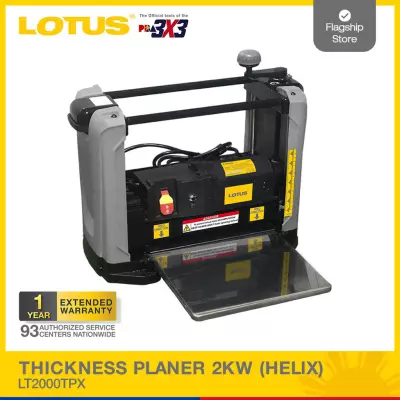 LOTUS
Official tools of the
PBA 3X3
Flagship
Store
LOTUS
1
YEAR
EXTENDED
WARRANTY
93 AUTHORIZED SERVICE
CENTERS NATIONWIDE
THICKNESS PLANER 2KW (HELIX)
LT2000TPX